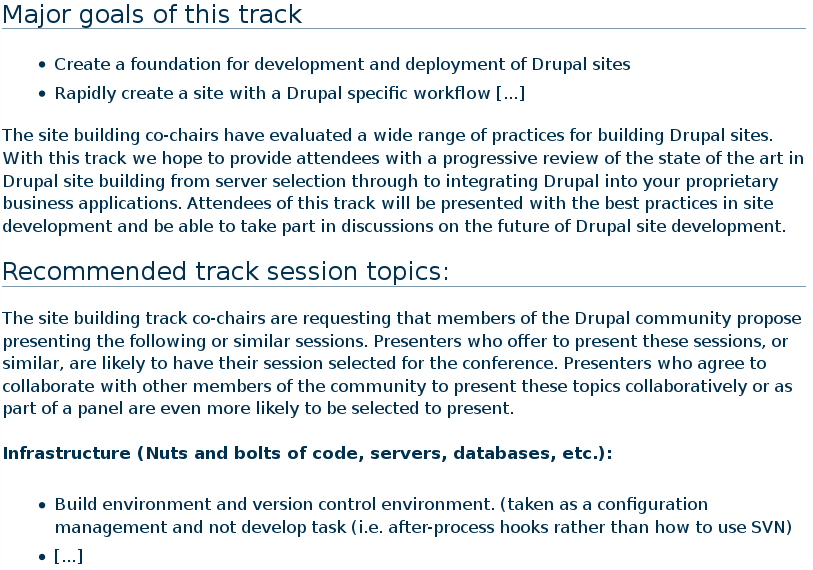 Major goals of this track
• Create a foundation for development and deployment of Drupal sites
• Rapidly create a site with a Drupal specific workflow [...]
The site building co-chairs have evaluated a wide range of practices for building Drupal sites.
With this track we hope to provide attendees with a progressive review of the state of the art in
Drupal site building from server selection through to integrating Drupal into your proprietary
business applications. Attendees of this track will be presented with the best practices in site
development and be able to take part in discussions on the future of Drupal site development.
Recommended track session topics:
The site building track co-chairs are requesting that members of the Drupal community propose
presenting the following or similar sessions. Presenters who offer to present these sessions, or
similar, are likely to have their session selected for the conference. Presenters who agree to
collaborate with other members of the community to present these topics collaboratively or as
part of a panel are even more likely to be selected to present.
Infrastructure (Nuts and bolts of code, servers, databases, etc.):
• Build environment and version control environment. (taken as a configuration
management and not develop task (i.e. after-process hooks rather than how to use SVN)
• [...]